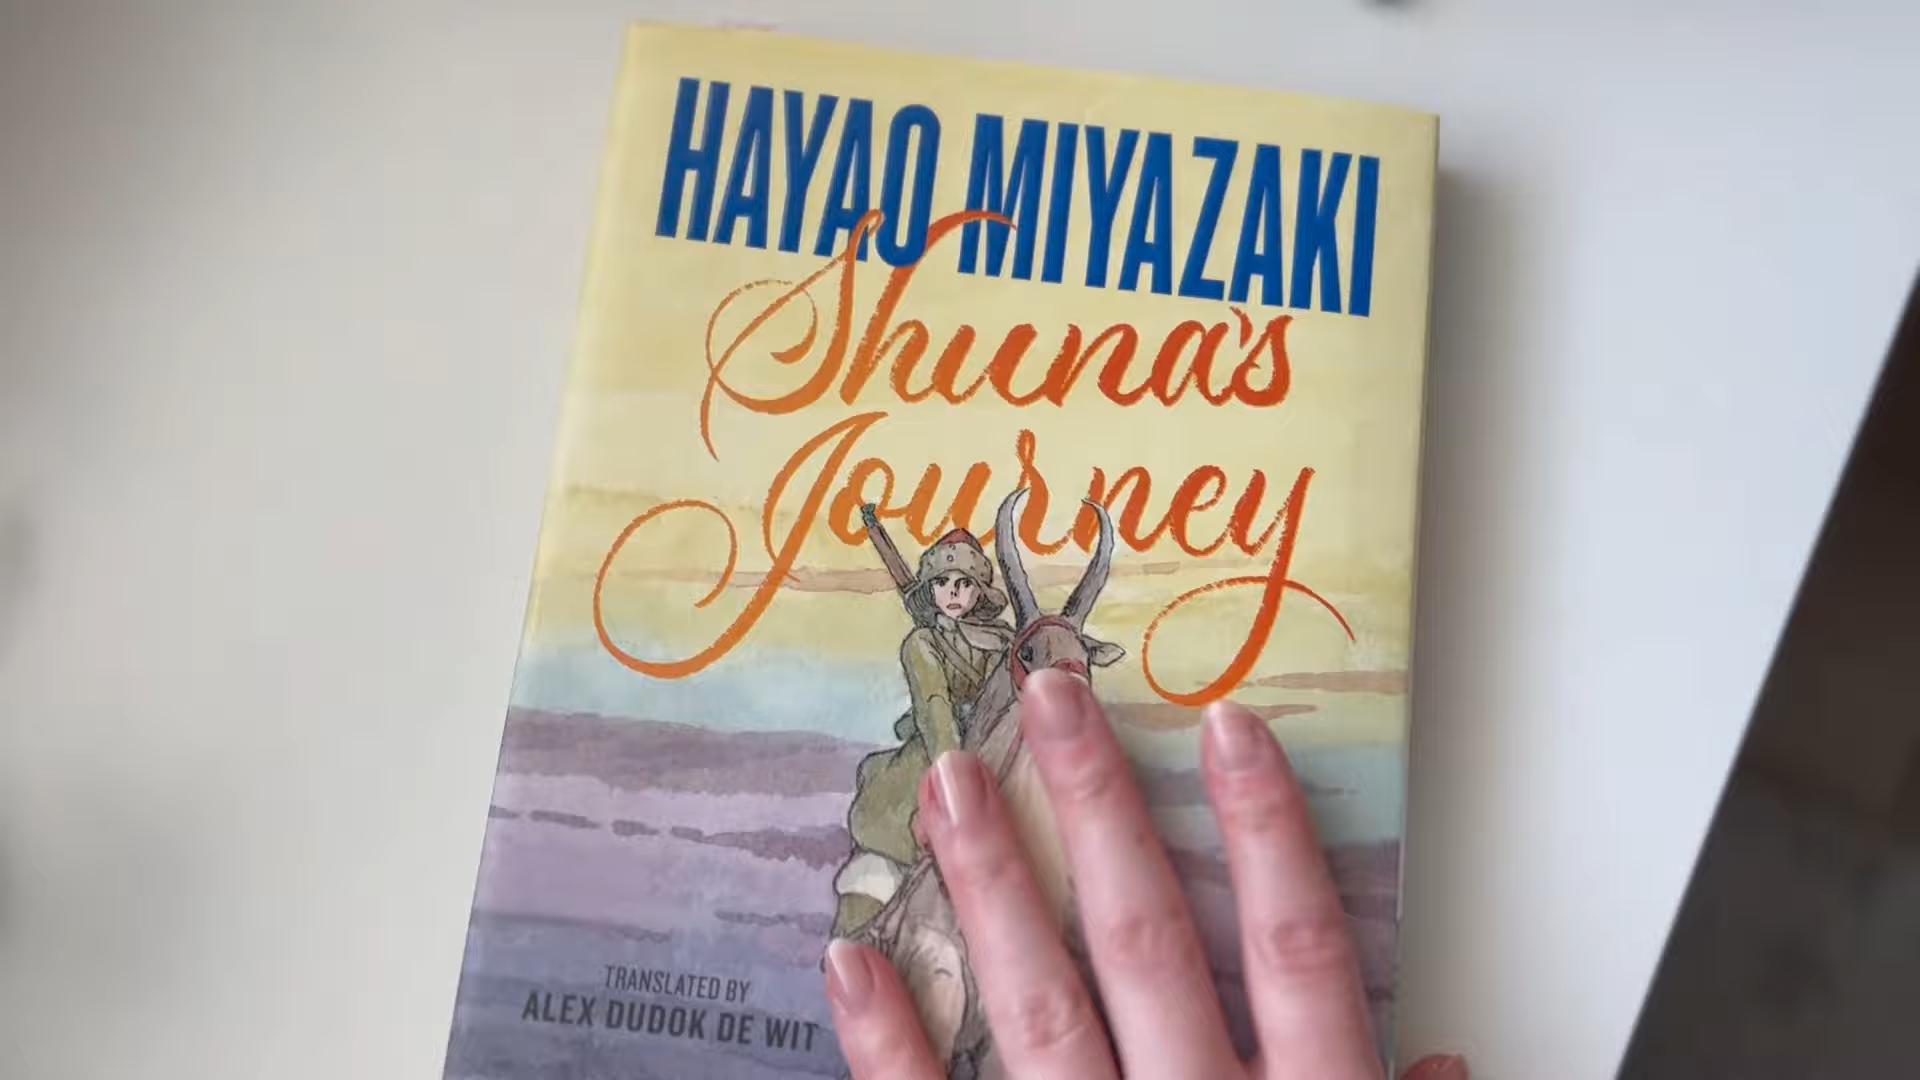 HAYAO MIYAZAKI
Shuna's
Journey
TRANSLATED BY
ALEX DUDOK DE WIT